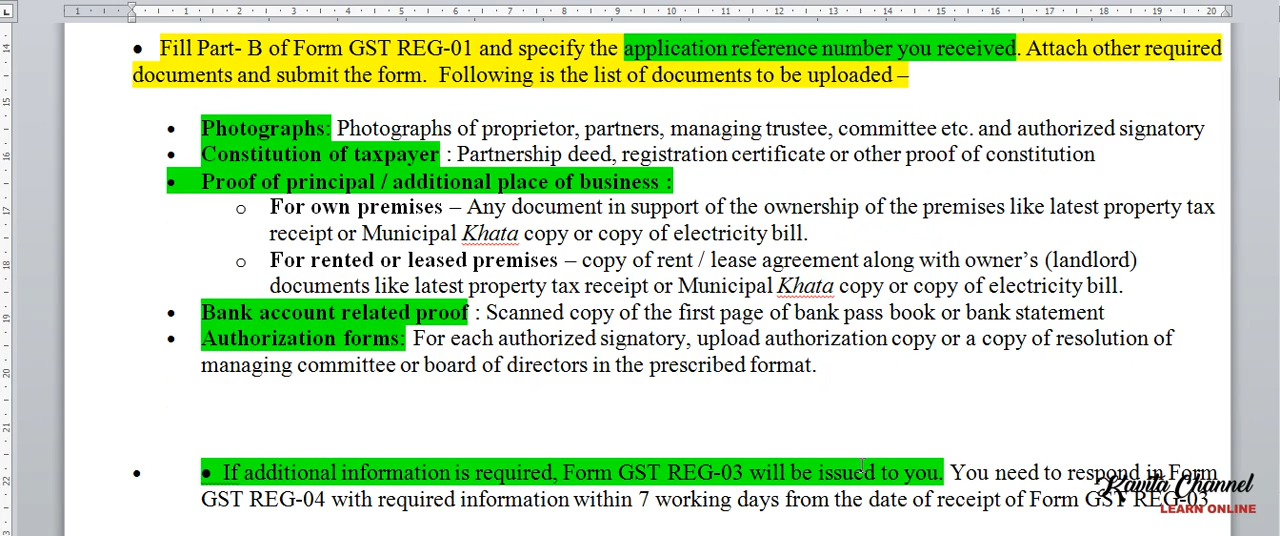 • Fill Part- B of Form GST REG-01 and specify the application reference number you received. Attach other required
documents and submit the form.  Following is the list of documents to be uploaded –
• Photographs: Photographs of proprietor, partners, managing trustee, committee etc. and authorized signatory
• Constitution of taxpayer : Partnership deed, registration certificate or other proof of constitution
• Proof of principal / additional place of business :
o For own premises – Any document in support of the ownership of the premises like latest property tax
receipt or Municipal Khata copy or copy of electricity bill.
o For rented or leased premises – copy of rent / lease agreement along with owner's (landlord)
documents like latest property tax receipt or Municipal Khata copy or copy of electricity bill.
• Bank account related proof : Scanned copy of the first page of bank pass book or bank statement
• Authorization forms: For each authorized signatory, upload authorization copy or a copy of resolution of
managing committee or board of directors in the prescribed format.
• • If additional information is required, Form GST REG-03 will be issued to you. You need to respond in Form
GST REG-04 with required information within 7 working days from the date of receipt of Form GST REG-03
Kavita Channel
LEARN ONLINE